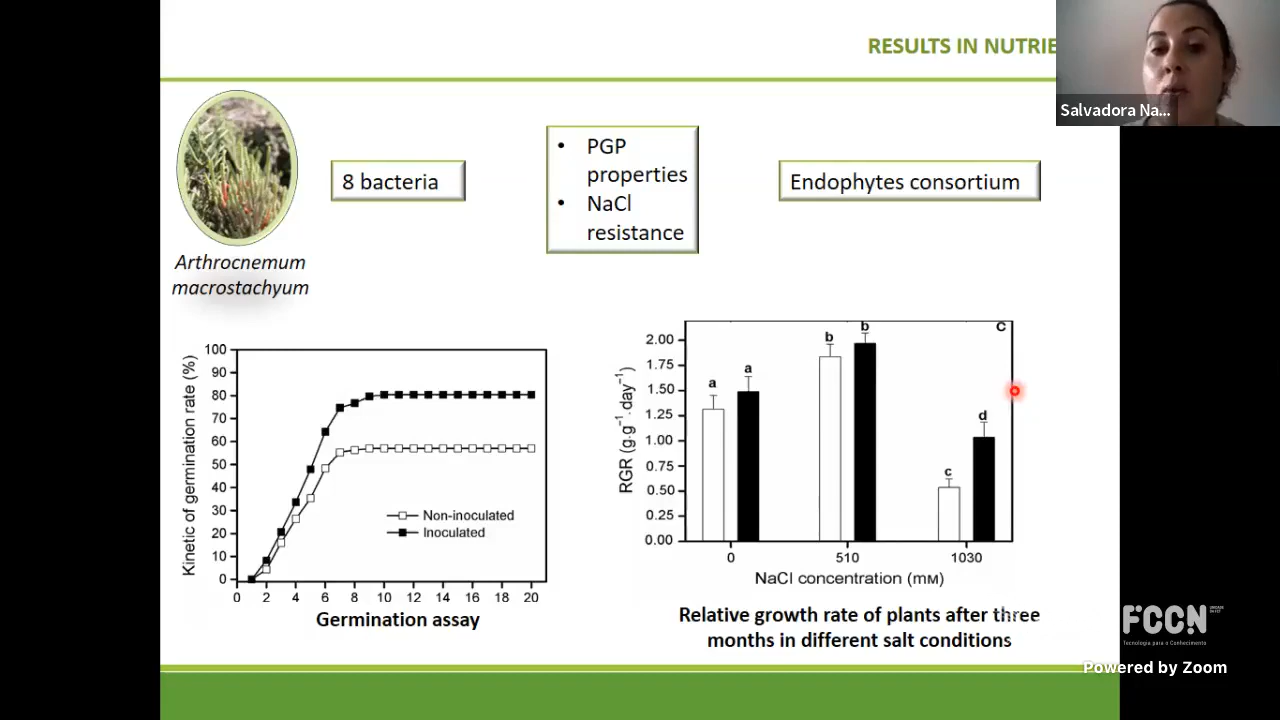 RESULTS IN NUTRIE
Salvadora Na...
8 bacteria
• PGP
properties
• NaCl
resistance
Endophytes consortium
Arthrocnemum
macrostachyum
Kinetic of germination rate (%)
100
90
80
70
60
50
40
30
20
10
0
0 2 4 6 8 10 12 14 16 18 20
Non-inoculated
Inoculated
Germination assay
RGR (g·g⁻¹·day⁻¹)
2.00
1.75
1.50
1.25
1.00
0.75
0.50
0.25
0.00
a a b b c d
C
0 510 1030
NaCl concentration (mM)
Relative growth rate of plants after three
months in different salt conditions
FCCN
Tecnologia para o Conhecimento
Powered by Zoom